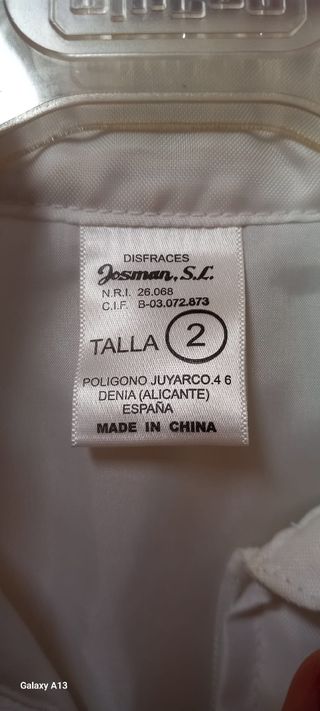 DISFRACES
Josman, S.L.
N.R.I. 26.068
C.I.F. B-03.072.873
TALLA 2
POLIGONO JUYARCO.4 6
DENIA (ALICANTE)
ESPAÑA
MADE IN CHINA
Galaxy A13